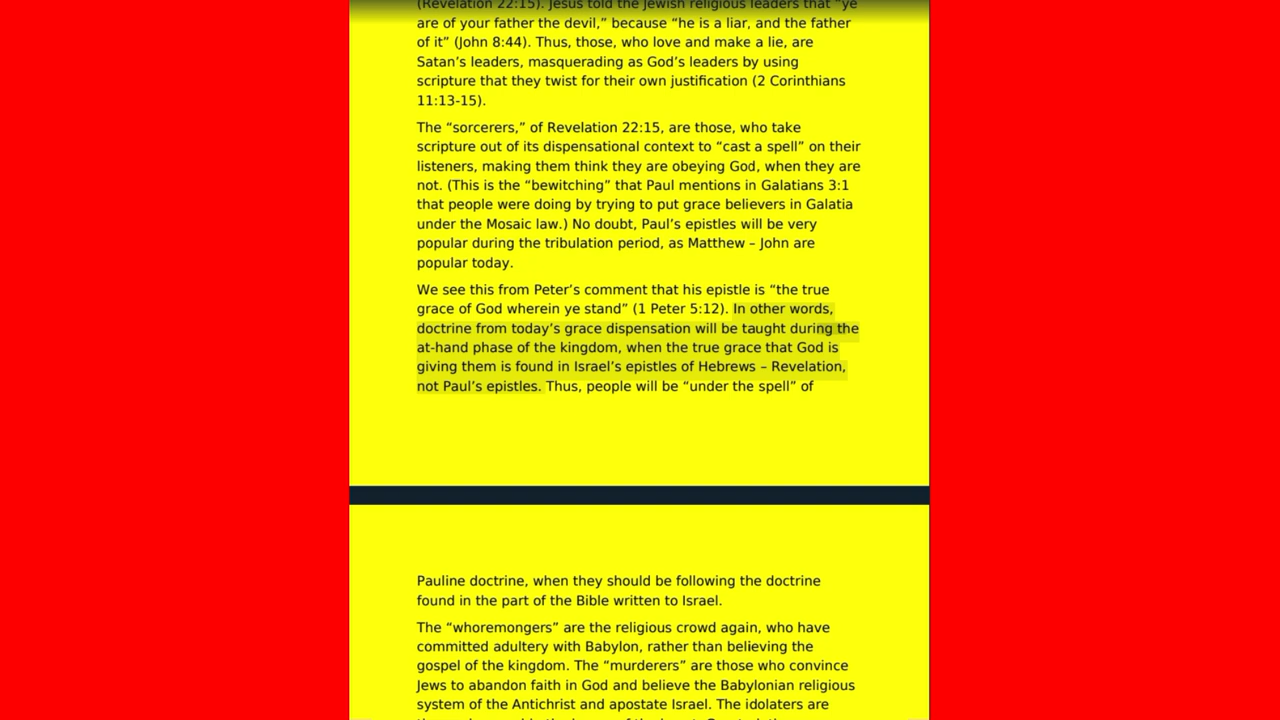 (Revelation 22:15). Jesus told the Jewish religious leaders that “ye
are of your father the devil,” because “he is a liar, and the father
of it” (John 8:44). Thus, those, who love and make a lie, are
Satan’s leaders, masquerading as God’s leaders by using
scripture that they twist for their own justification (2 Corinthians
11:13-15).
The “sorcerers,” of Revelation 22:15, are those, who take
scripture out of its dispensational context to “cast a spell” on their
listeners, making them think they are obeying God, when they are
not. (This is the “bewitching” that Paul mentions in Galatians 3:1
that people were doing by trying to put grace believers in Galatia
under the Mosaic law.) No doubt, Paul’s epistles will be very
popular during the tribulation period, as Matthew – John are
popular today.
We see this from Peter’s comment that his epistle is “the true
grace of God wherein ye stand” (1 Peter 5:12). In other words,
doctrine from today’s grace dispensation will be taught during the
at-hand phase of the kingdom, when the true grace that God is
giving them is found in Israel’s epistles of Hebrews – Revelation,
not Paul’s epistles. Thus, people will be “under the spell” of
Pauline doctrine, when they should be following the doctrine
found in the part of the Bible written to Israel.
The “whoremongers” are the religious crowd again, who have
committed adultery with Babylon, rather than believing the
gospel of the kingdom. The “murderers” are those who convince
Jews to abandon faith in God and believe the Babylonian religious
system of the Antichrist and apostate Israel. The idolaters are